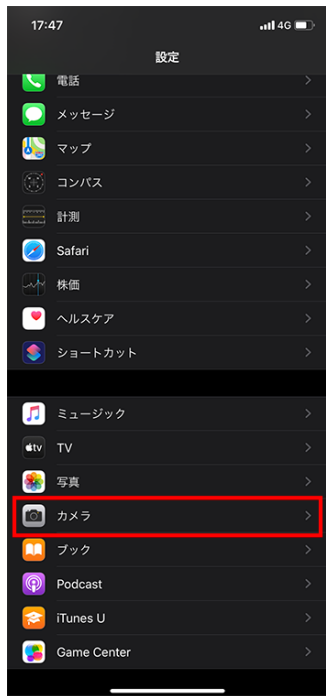 17:47
4G
設定
電話
メッセージ
マップ
コンパス
計測
Safari
株価
ヘルスケア
ショートカット
ミュージック
tv
TV
写真
カメラ
ブック
Podcast
iTunes U
Game Center